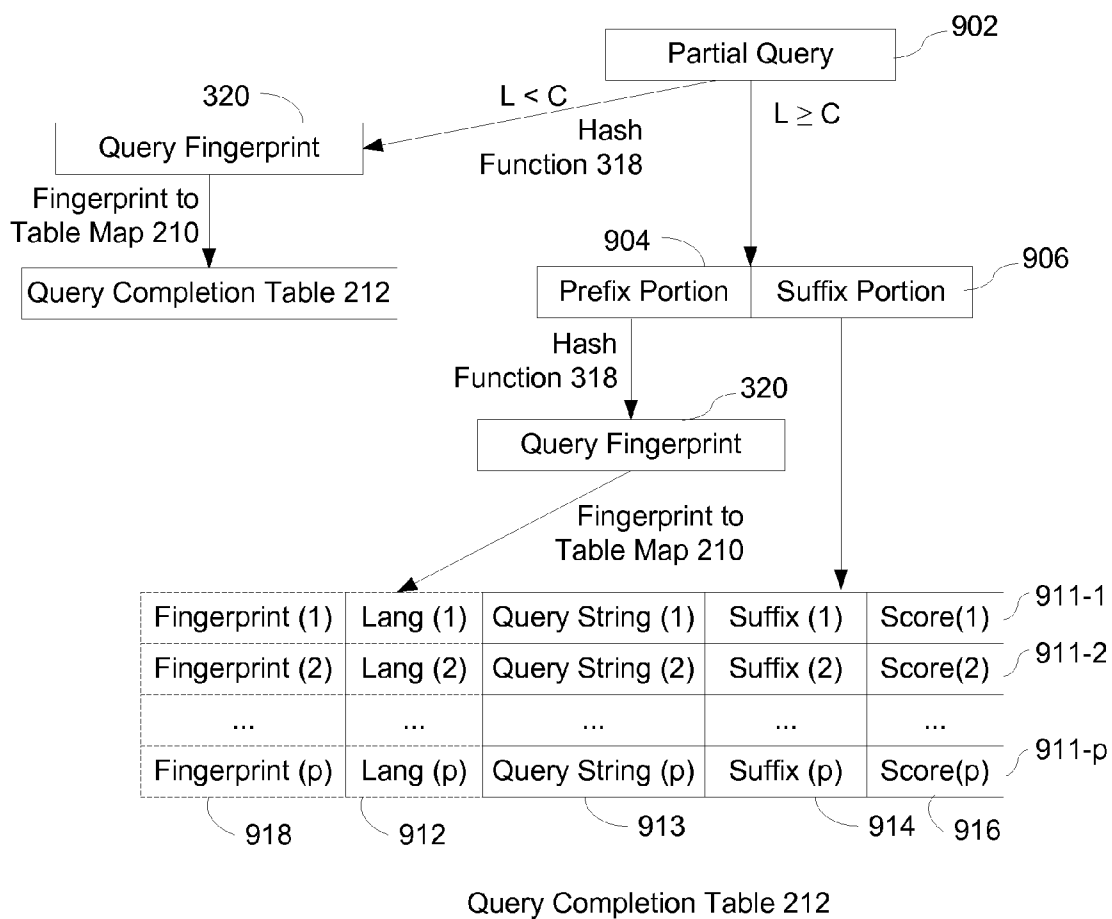 902
Partial Query
L < C
L ≥ C
320
Hash
Function 318
Query Fingerprint
Fingerprint to
Table Map 210
904
906
Query Completion Table 212
Prefix Portion
Suffix Portion
Hash
Function 318
320
Query Fingerprint
Fingerprint to
Table Map 210
Fingerprint (1) Lang (1) Query String (1) Suffix (1) Score(1) 911-1
Fingerprint (2) Lang (2) Query String (2) Suffix (2) Score(2) 911-2
... ... ... ... ...
Fingerprint (p) Lang (p) Query String (p) Suffix (p) Score(p) 911-p
918 912 913 914 916
Query Completion Table 212